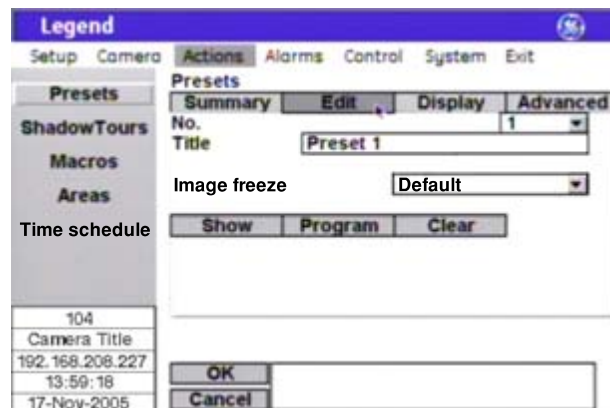 Legend
Setup Camera Actions Alarms Control System Exit
Presets
ShadowTours
Macros
Areas
Time schedule
Presets
Summary Edit Display Advanced
No. 1
Title Preset 1
Image freeze Default
Show Program Clear
104
Camera Title
192.168.208.227
13:59:18
17-Nov-2005
OK
Cancel